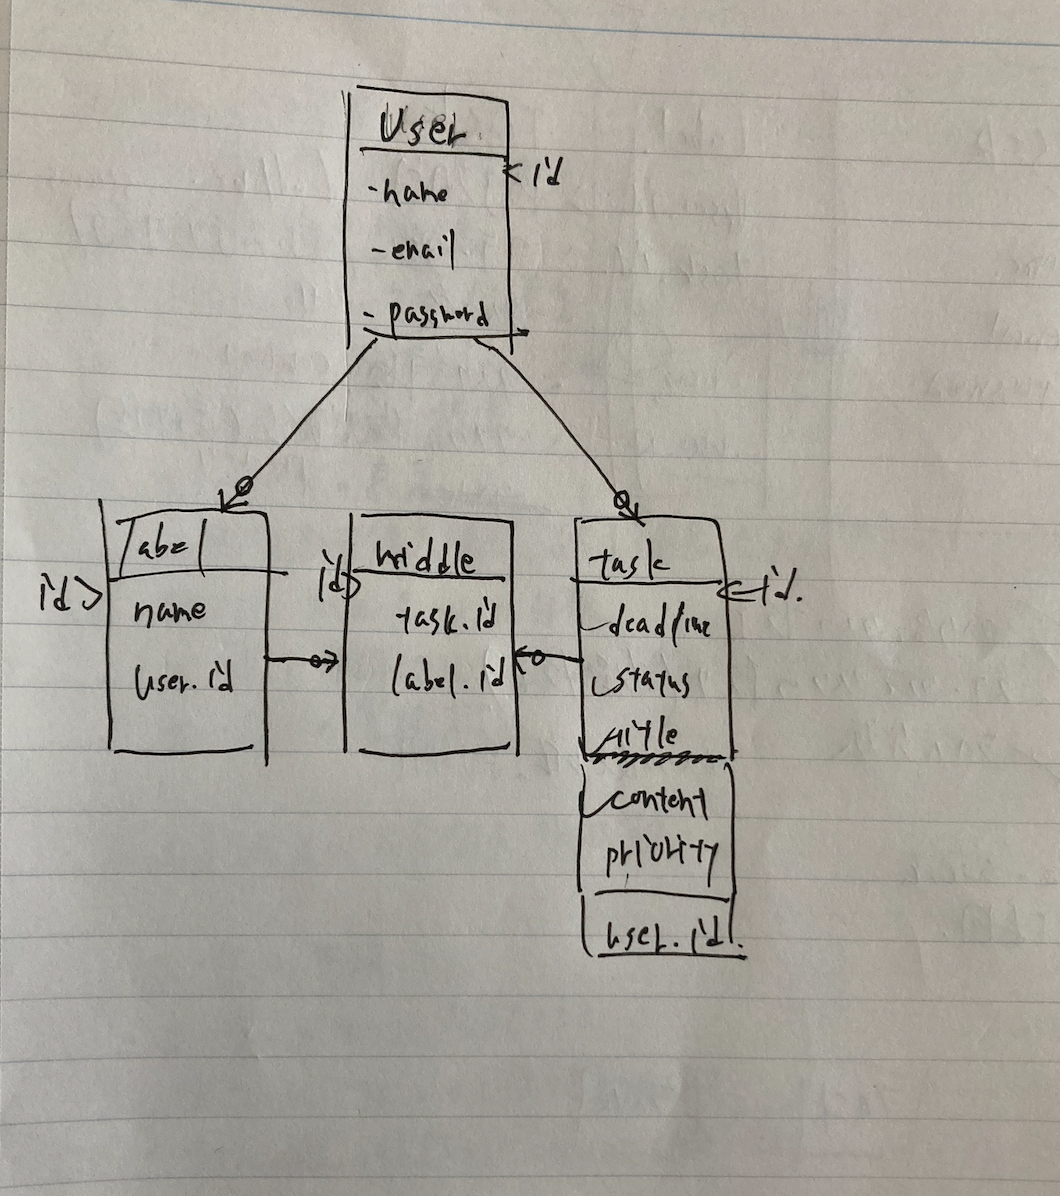 User
id
-name
-email
- password
label
id
name
user.id
middle
id
task.id
label.id
task
id.
deadline
status
title
content
priority
user.id.